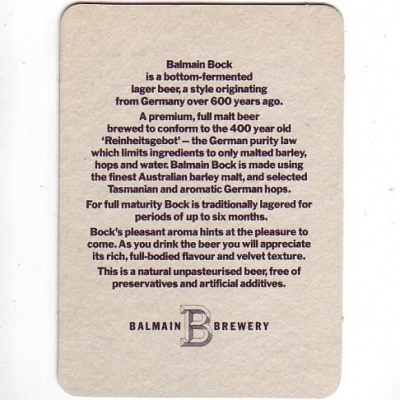 Balmain Bock
is a bottom-fermented
lager beer, a style originating
from Germany over 600 years ago.
A premium, full malt beer
brewed to conform to the 400 year old
‘Reinheitsgebot’ – the German purity law
which limits ingredients to only malted barley,
hops and water. Balmain Bock is made using
the finest Australian barley malt, and selected
Tasmanian and aromatic German hops.
For full maturity Bock is traditionally lagered for
periods of up to six months.
Bock's pleasant aroma hints at the pleasure to
come. As you drink the beer you will appreciate
its rich, full-bodied flavour and velvet texture.
This is a natural unpasteurised beer, free of
preservatives and artificial additives.
BALMAIN B BREWERY